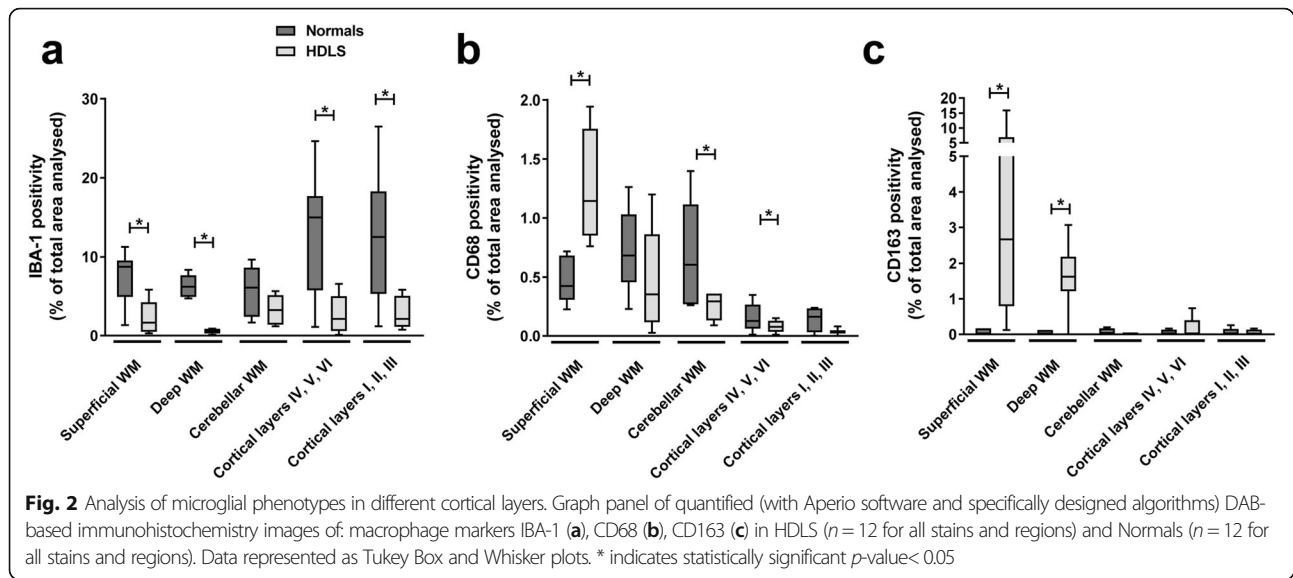 Normals
HDLS
a
IBA-1 positivity
(% of total area analysed)
30
20
10
0
*
*
*
*
Superficial WM
Deep WM
Cerebellar WM
Cortical layers IV, V, VI
Cortical layers I, II, III
b
CD68 positivity
(% of total area analysed)
2.0
1.5
1.0
0.5
0.0
*
*
*
Superficial WM
Deep WM
Cerebellar WM
Cortical layers IV, V, VI
Cortical layers I, II, III
c
CD163 positivity
(% of total area analysed)
20
15
10
5
4
3
2
1
0
*
*
Superficial WM
Deep WM
Cerebellar WM
Cortical layers IV, V, VI
Cortical layers I, II, III
Fig. 2 Analysis of microglial phenotypes in different cortical layers. Graph panel of quantified (with Aperio software and specifically designed algorithms) DAB-
based immunohistochemistry images of: macrophage markers IBA-1 (a), CD68 (b), CD163 (c) in HDLS (n = 12 for all stains and regions) and Normals (n = 12 for
all stains and regions). Data represented as Tukey Box and Whisker plots. * indicates statistically significant p-value< 0.05